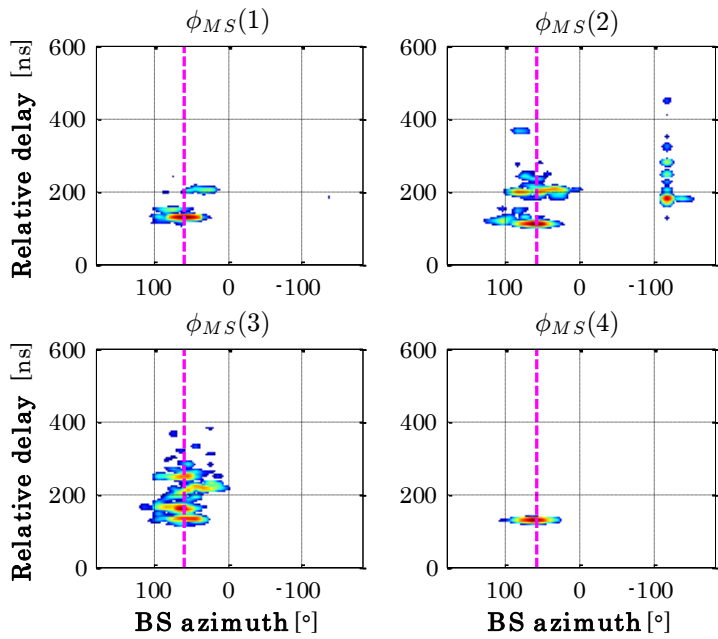 ϕMS(1) ϕMS(2)
600 600
400 400
200 200
0 0
Relative delay [ns]
100 0 -100 100 0 -100
ϕMS(3) ϕMS(4)
600 600
400 400
200 200
0 0
Relative delay [ns]
100 0 -100 100 0 -100
BS azimuth [°] BS azimuth [°]